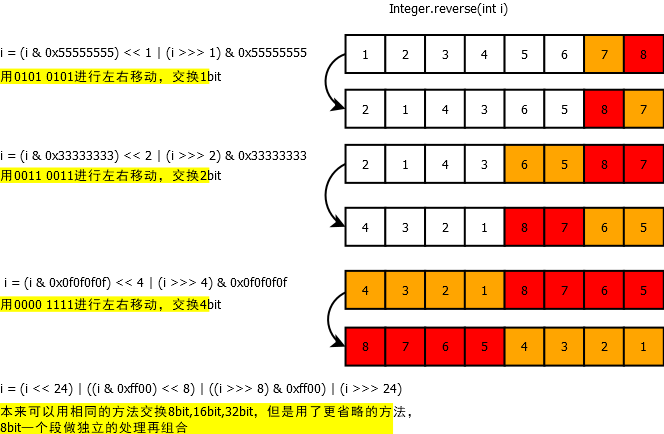 Integer.reverse(int i)
i = (i & 0x55555555) << 1 | (i >>> 1) & 0x55555555
用0101 0101进行左右移动，交换1bit
1 2 3 4 5 6 7 8
2 1 4 3 6 5 8 7
i = (i & 0x33333333) << 2 | (i >>> 2) & 0x33333333
用0011 0011进行左右移动，交换2bit
2 1 4 3 6 5 8 7
4 3 2 1 8 7 6 5
i = (i & 0x0f0f0f0f) << 4 | (i >>> 4) & 0x0f0f0f0f
用0000 1111进行左右移动，交换4bit
4 3 2 1 8 7 6 5
8 7 6 5 4 3 2 1
i = (i << 24) | ((i & 0xff00) << 8) | ((i >>> 8) & 0xff00) | (i >>> 24)
本来可以用相同的方法交换8bit,16bit,32bit，但是用了更省略的方法，
8bit一个段做独立的处理再组合